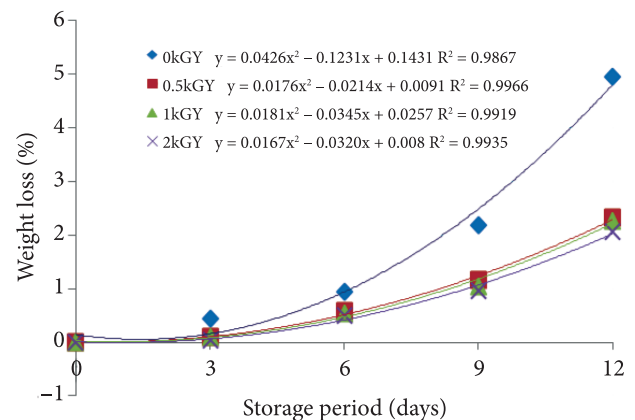 6
5
4
3
2
1
0
–1
Weight loss (%)
0kGY y = 0.0426x² – 0.1231x + 0.1431 R² = 0.9867
0.5kGY y = 0.0176x² – 0.0214x + 0.0091 R² = 0.9966
1kGY y = 0.0181x² – 0.0345x + 0.0257 R² = 0.9919
2kGY y = 0.0167x² – 0.0320x + 0.008 R² = 0.9935
0 3 6 9 12
Storage period (days)